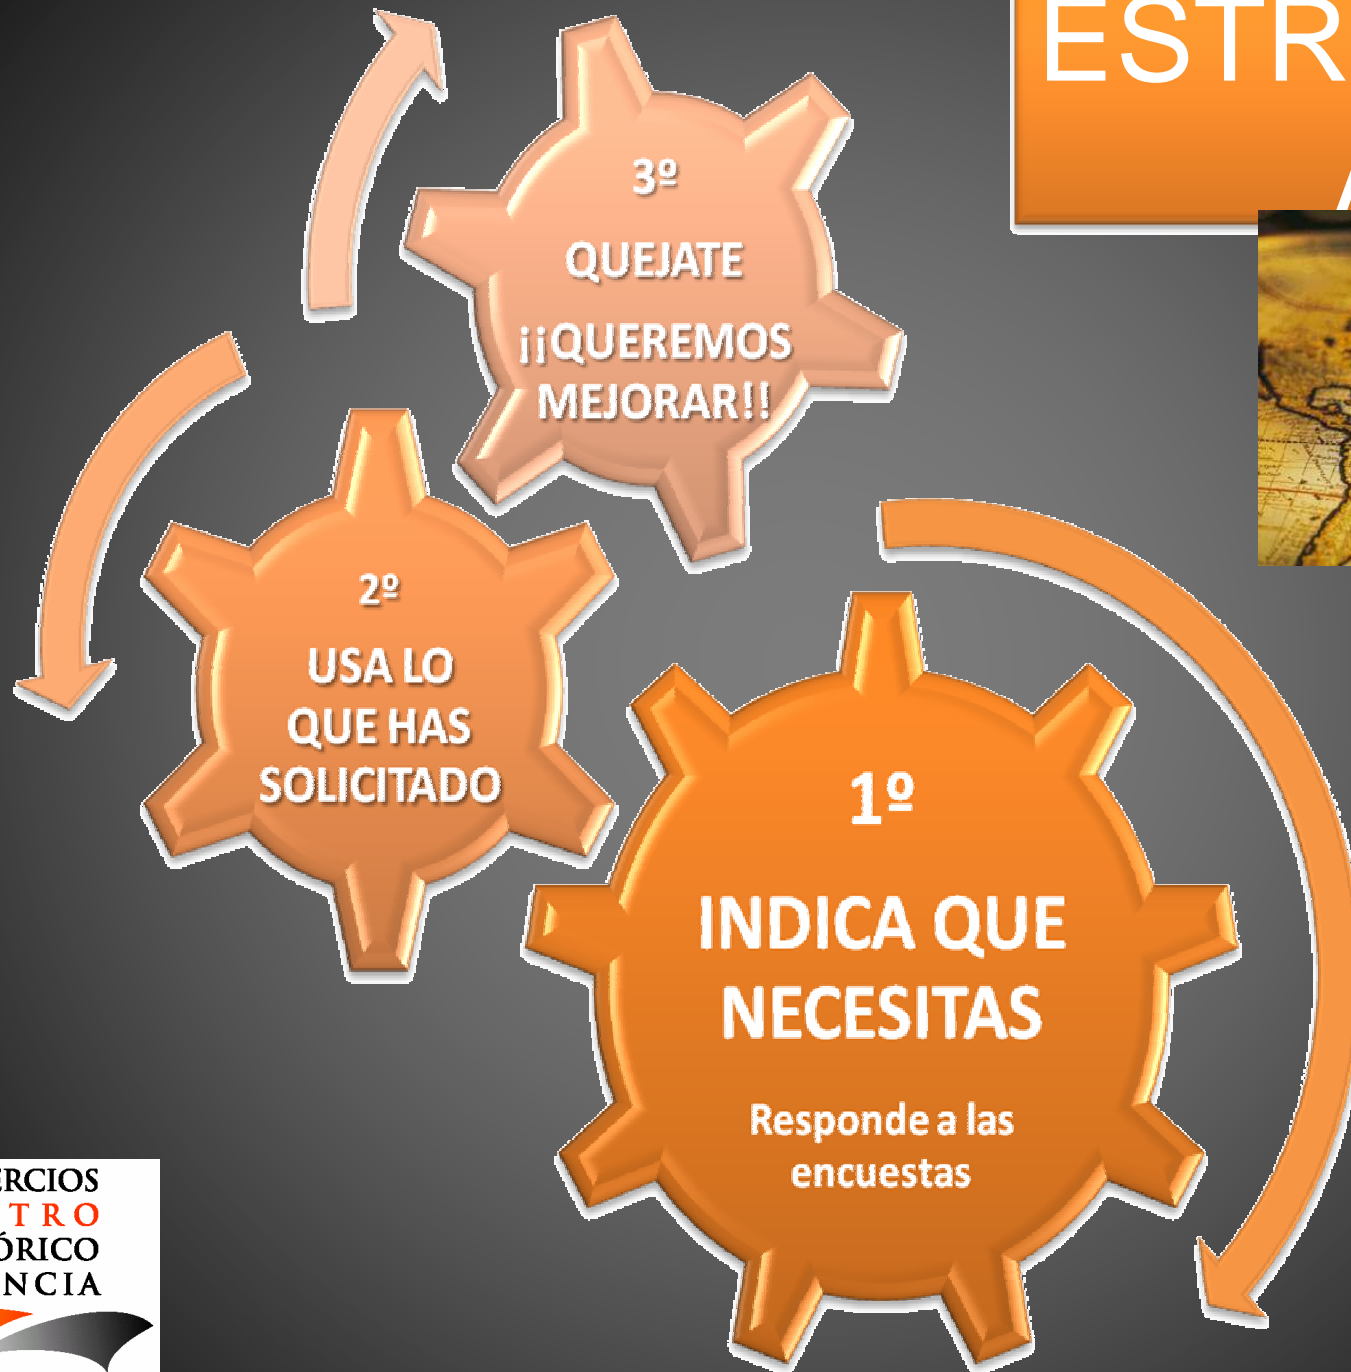 ESTR
3º
QUEJATE
¡¡QUEREMOS
MEJORAR!!
2º
USA LO
QUE HAS
SOLICITADO
1º
INDICA QUE
NECESITAS
Responde a las
encuestas
ERCIOS
TRO
ÓRICO
NCIA